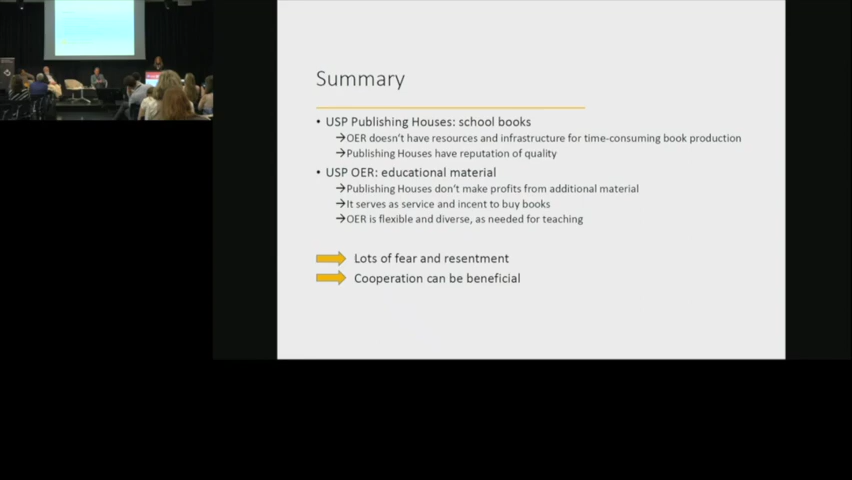 Summary
• USP Publishing Houses: school books
→OER doesn't have resources and infrastructure for time-consuming book production
→Publishing Houses have reputation of quality
• USP OER: educational material
→Publishing Houses don't make profits from additional material
→It serves as service and incent to buy books
→OER is flexible and diverse, as needed for teaching
Lots of fear and resentment
Cooperation can be beneficial